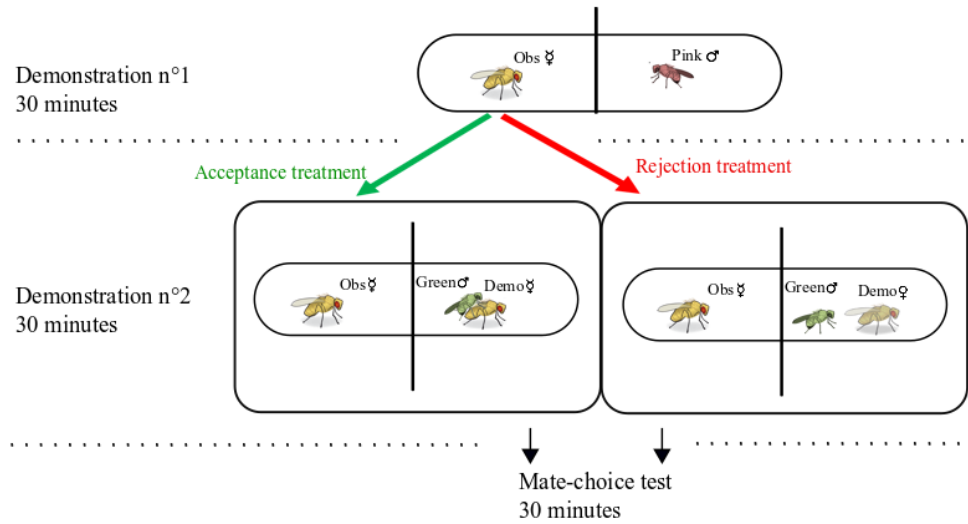 Demonstration n°1
30 minutes
Obs ☿
Pink ♂
Acceptance treatment
Rejection treatment
Demonstration n°2
30 minutes
Obs☿
Green♂
Demo☿
Obs☿
Green♂
Demo♀
Mate-choice test
30 minutes